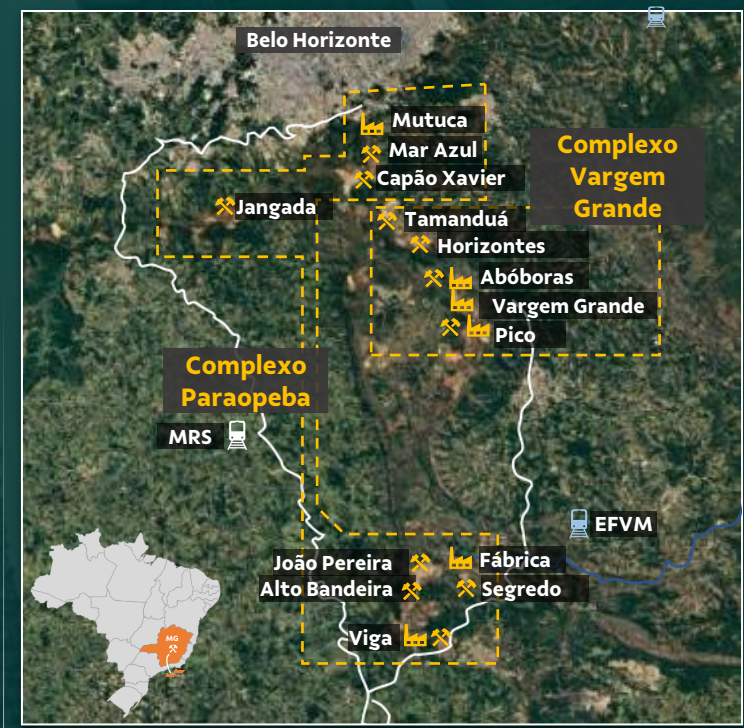 Belo Horizonte
Mutuca
Mar Azul
Capão Xavier
Complexo
Vargem
Grande
Jangada
Tamanduá
Horizontes
Abóboras
Vargem Grande
Pico
Complexo
Paraopeba
MRS
EFVM
João Pereira
Fábrica
Alto Bandeira
Segredo
Viga
MG